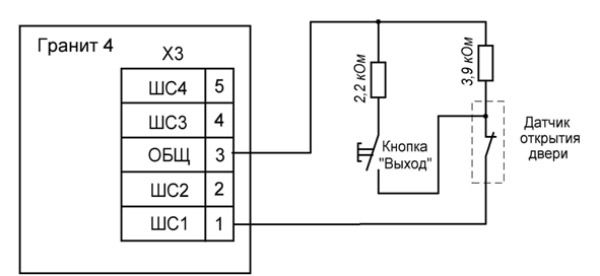 Гранит 4
X3
ШС4 5
ШС3 4
ОБЩ 3
ШС2 2
ШС1 1
2,2 кОм
3,9 кОм
Кнопка
"Выход"
Датчик
открытия
двери